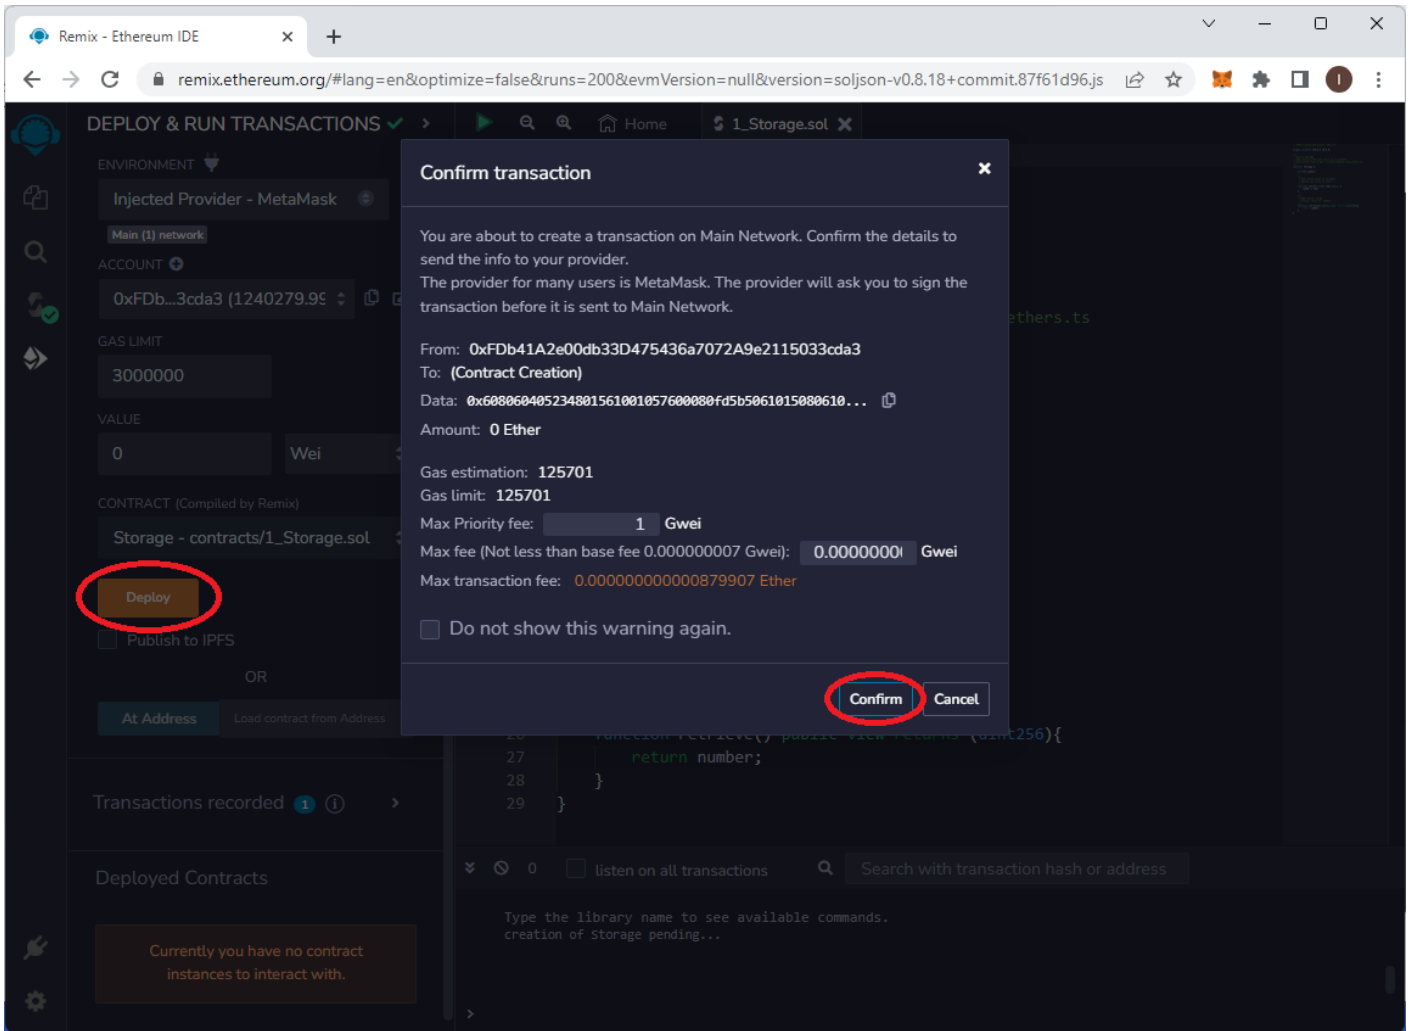 Remix - Ethereum IDE
remix.ethereum.org/#lang=en&optimize=false&runs=200&evmVersion=null&version=soljson-v0.8.18+commit.87f61d96.js
I
DEPLOY & RUN TRANSACTIONS
Home
1_Storage.sol
ENVIRONMENT
Injected Provider - MetaMask
Main (1) network
ACCOUNT
0xFDb...3cda3 (1240279.99
GAS LIMIT
3000000
VALUE
0
Wei
CONTRACT (Compiled by Remix)
Storage - contracts/1_Storage.sol
Deploy
Publish to IPFS
OR
At Address
Load contract from Address
Transactions recorded 1
Deployed Contracts
Currently you have no contract
instances to interact with.
Confirm transaction
You are about to create a transaction on Main Network. Confirm the details to
send the info to your provider.
The provider for many users is MetaMask. The provider will ask you to sign the
transaction before it is sent to Main Network.
From: 0xFDb41A2e00db33D475436a7072A9e2115033cda3
To: (Contract Creation)
Data: 0x608060405234801561001057600080fd5b5061015080610...
Amount: 0 Ether
Gas estimation: 125701
Gas limit: 125701
Max Priority fee: 1 Gwei
Max fee (Not less than base fee 0.000000007 Gwei): 0.0000000 Gwei
Max transaction fee: 0.000000000000879907 Ether
Do not show this warning again.
Confirm
Cancel
ethers.ts
26 function retrieve() public view returns (uint256){
27 return number;
28 }
29 }
0
listen on all transactions
Search with transaction hash or address
Type the library name to see available commands.
creation of Storage pending...
>